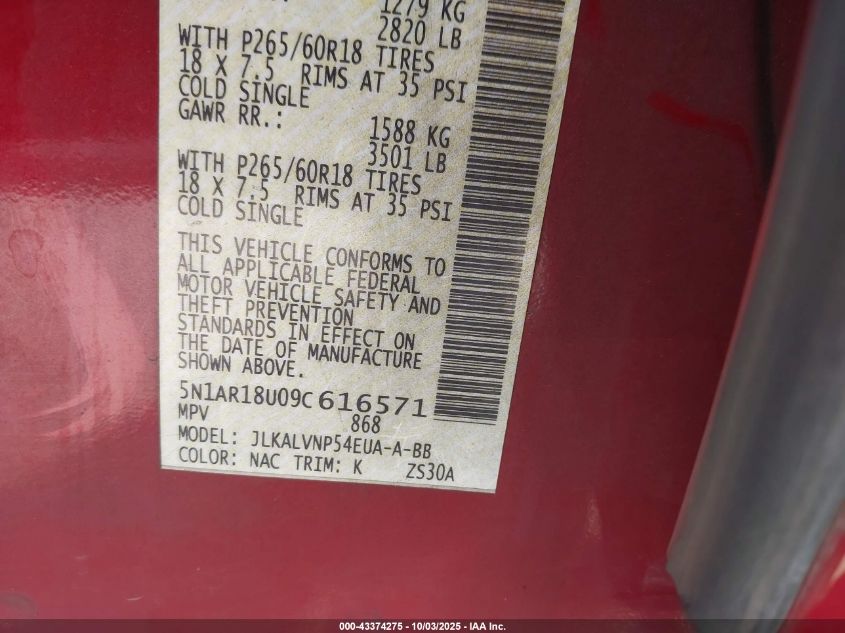 1279 KG
2820 LB
WITH P265/60R18 TIRES
18 X 7.5 RIMS AT 35 PSI
COLD SINGLE
GAWR RR.:
1588 KG
3501 LB
WITH P265/60R18 TIRES
18 X 7.5 RIMS AT 35 PSI
COLD SINGLE
THIS VEHICLE CONFORMS TO
ALL APPLICABLE FEDERAL
MOTOR VEHICLE SAFETY AND
THEFT PREVENTION
STANDARDS IN EFFECT ON
THE DATE OF MANUFACTURE
SHOWN ABOVE.
5N1AR18U09C616571
MPV 868
MODEL: JLKALVNP54EUA-A-BB
COLOR: NAC TRIM: K ZS30A
000-43374275 - 10/03/2025 - IAA Inc.